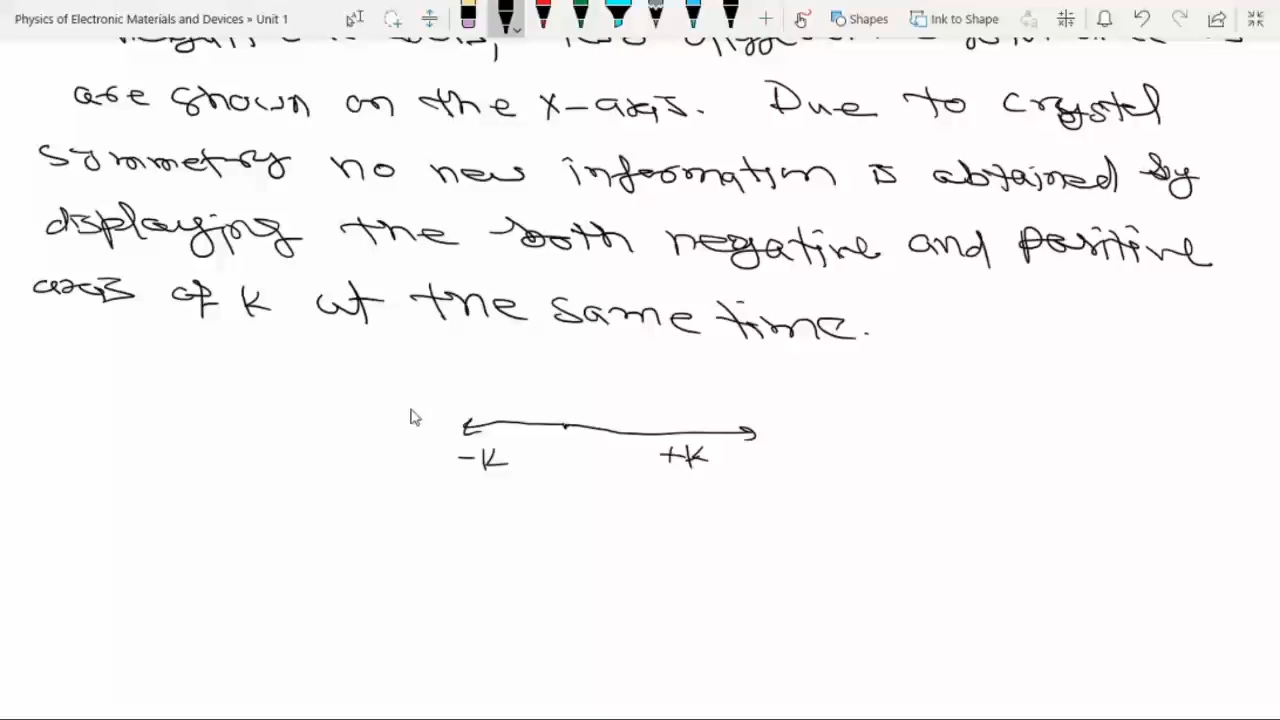 Physics of Electronic Materials and Devices » Unit 1
Shapes
Ink to Shape
are shown on the x-axis. Due to crystal
symmetry no new information is obtained by
displaying the both negative and positive
axis of k at the same time.
-K +K